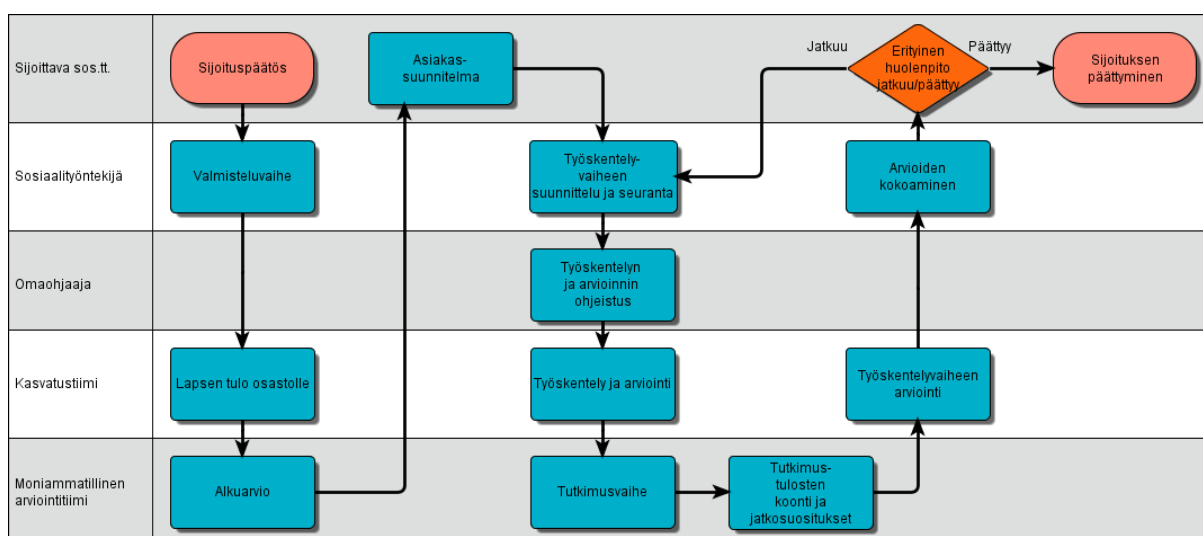 Sijoittava sos.tt.
Sijoituspäätös
Asiakas-
suunnitelma
Jatkuu
Erityinen
huolenpito
jatkuu/päättyy
Päättyy
Sijoituksen
päättyminen
Sosiaalityöntekijä
Valmisteluvaihe
Työskentely-
vaiheen
suunnittelu ja seuranta
Arvioiden
kokoaminen
Omaohjaaja
Työskentelyn
ja arvioinnin
ohjeistus
Kasvatustiimi
Lapsen tulo osastolle
Työskentely ja arviointi
Työskentelyvaiheen
arviointi
Moniammatillinen
arviointitiimi
Alkuarvio
Tutkimusvaihe
Tutkimus-
tulosten
koonti ja
jatkosuositukset